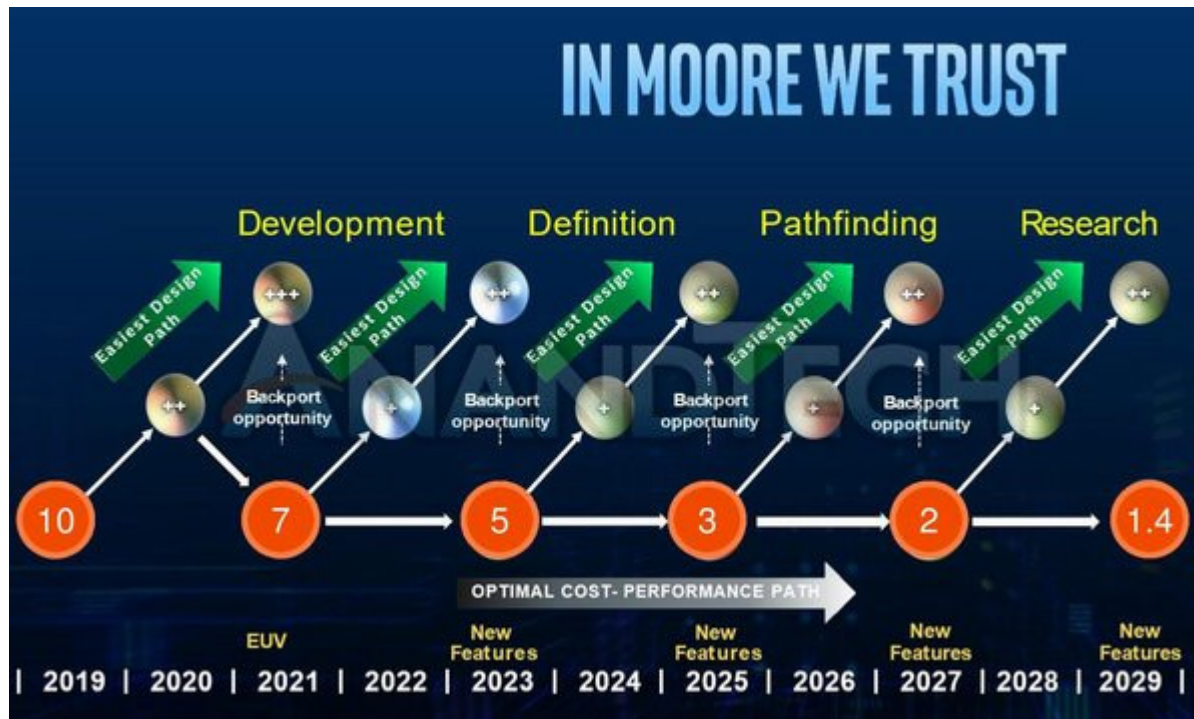 IN MOORE WE TRUST
Development Definition Pathfinding Research
Easiest Design
Path
Easiest Design
Path
Easiest Design
Path
Easiest Design
Path
Easiest Design
Path
+++ ++ ++ ++ ++
ANANDTECH
Backport
opportunity
Backport
opportunity
Backport
opportunity
Backport
opportunity
++ + + + +
10 7 5 3 2 1.4
OPTIMAL COST- PERFORMANCE PATH
EUV
New
Features
New
Features
New
Features
New
Features
| 2019 | 2020 | 2021 | 2022 | 2023 | 2024 | 2025 | 2026 | 2027 | 2028 | 2029 |